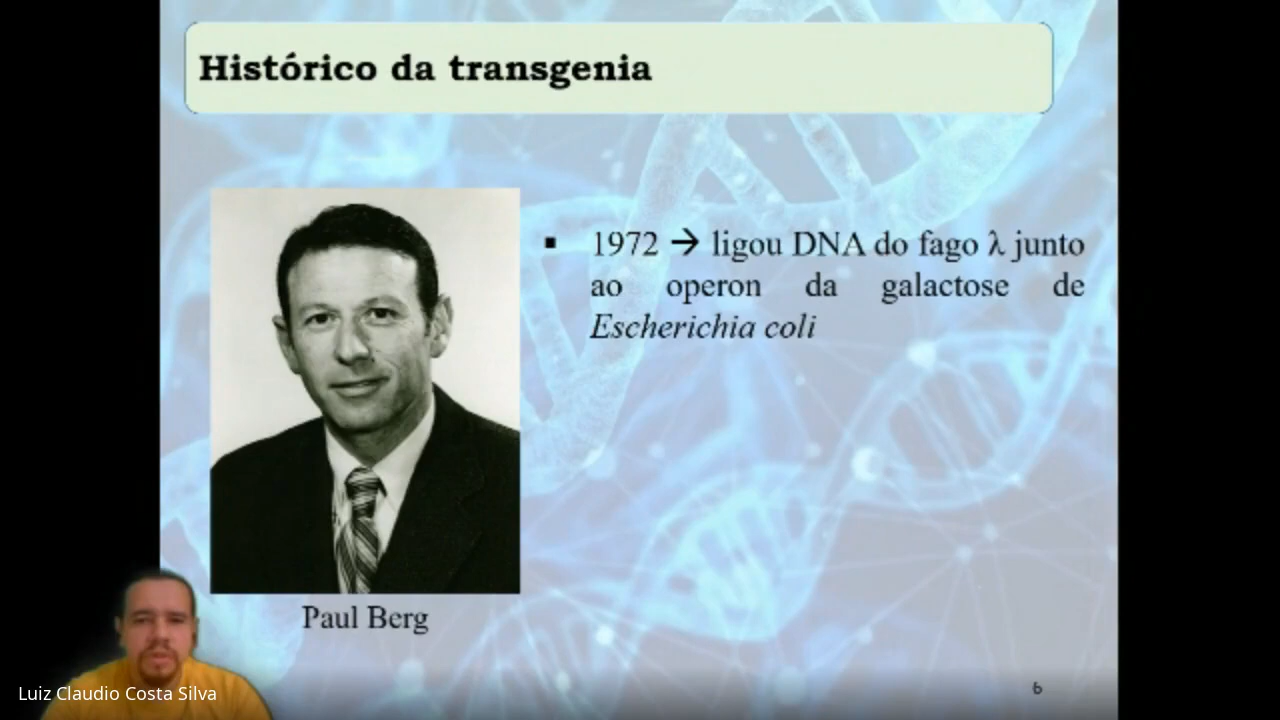 Histórico da transgenia
▪ 1972 → ligou DNA do fago λ junto
ao operon da galactose de
Escherichia coli
Paul Berg
Luiz Claudio Costa Silva
6